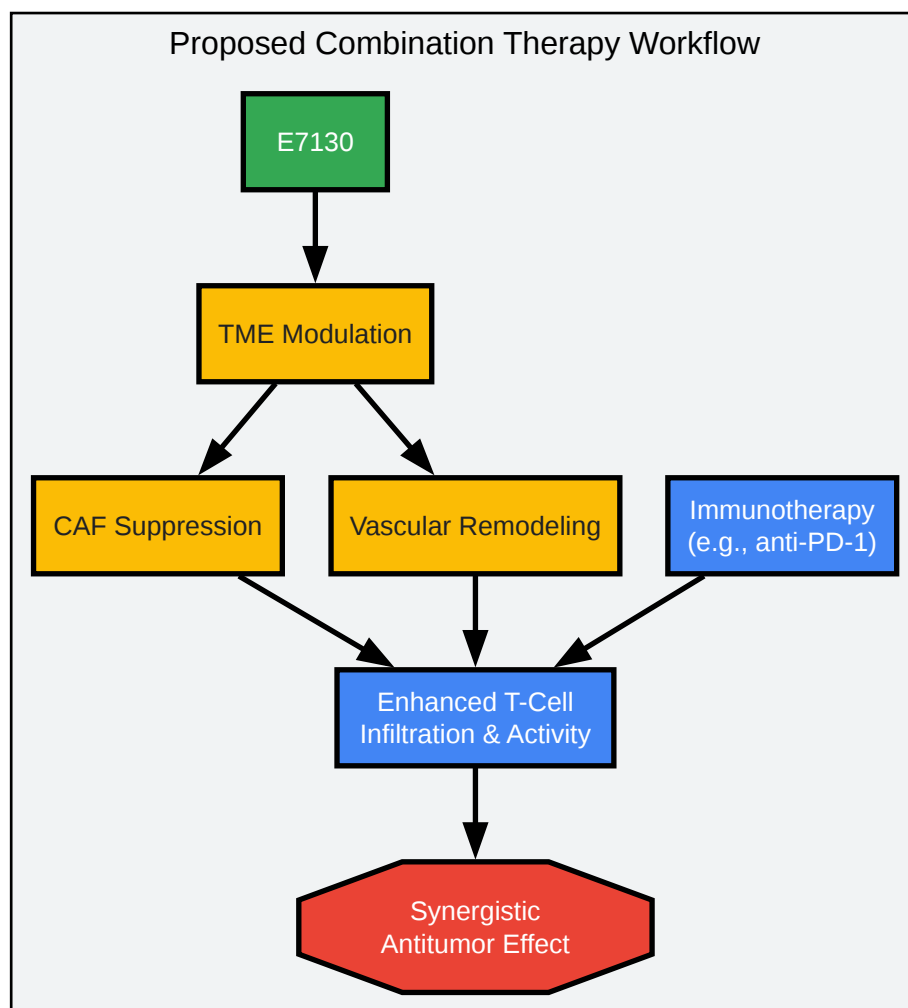 Proposed Combination Therapy Workflow
E7130
TME Modulation
CAF Suppression
Vascular Remodeling
Immunotherapy
(e.g., anti-PD-1)
Enhanced T-Cell
Infiltration & Activity
Synergistic
Antitumor Effect